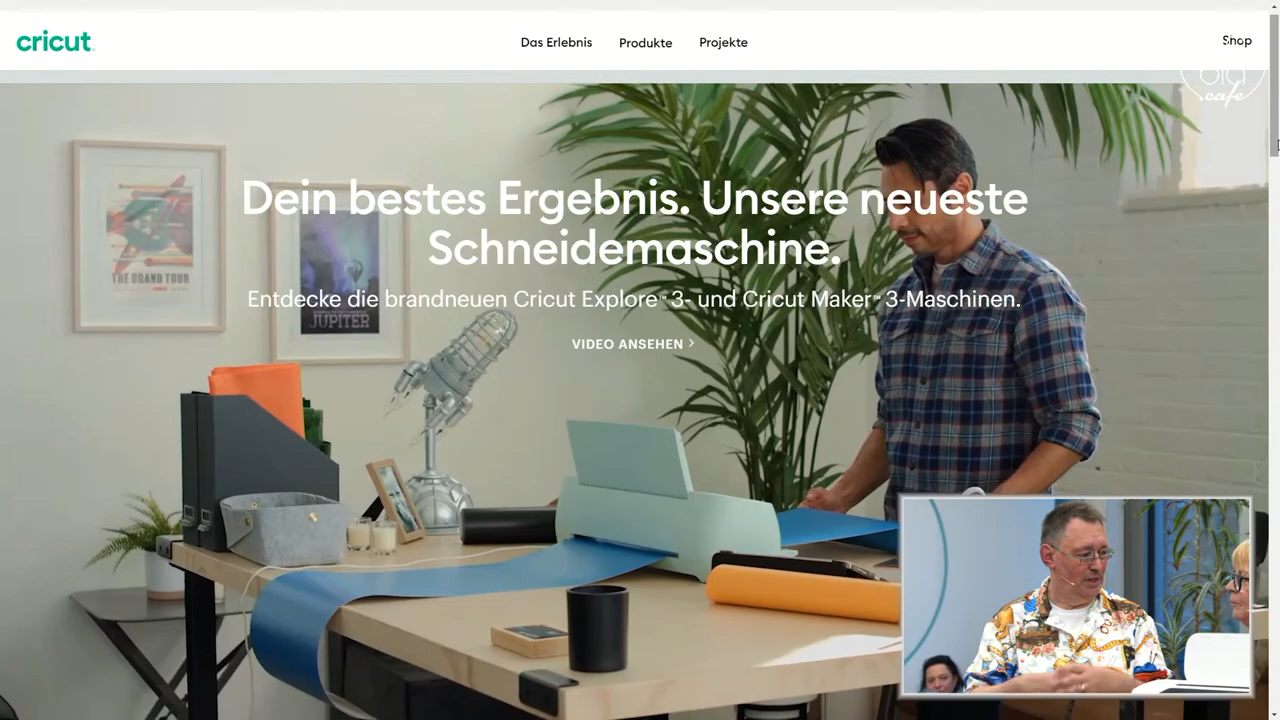 cricut
Das Erlebnis
Produkte
Projekte
Shop
cafe
Dein bestes Ergebnis. Unsere neueste
Schneidemaschine.
Entdecke die brandneuen Cricut Explore™ 3- und Cricut Maker™ 3-Maschinen.
VIDEO ANSEHEN >
THE GRAND TOUR
JUPITER